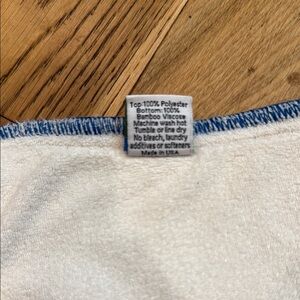 Top:100% Polyester
Bottom:100%
Bamboo Viscose
Machine wash hot
Tumble or line dry
No bleach, laundry
additives or softeners
Made in USA